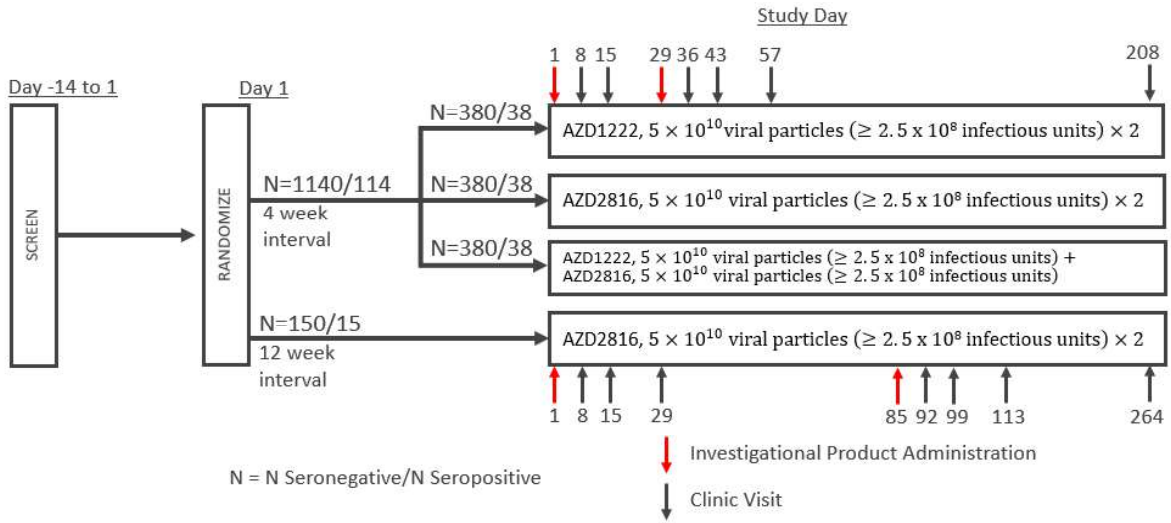 Study Day
1 8 15 29 36 43 57 208
Day -14 to 1
Day 1
SCREEN
RANDOMIZE
N=1140/114
4 week
interval
N=380/38
AZD1222, 5 × 10¹⁰ viral particles (≥ 2.5 x 10⁸ infectious units) × 2
N=380/38
AZD2816, 5 × 10¹⁰ viral particles (≥ 2.5 x 10⁸ infectious units) × 2
N=380/38
AZD1222, 5 × 10¹⁰ viral particles (≥ 2.5 x 10⁸ infectious units) +
AZD2816, 5 × 10¹⁰ viral particles (≥ 2.5 x 10⁸ infectious units)
N=150/15
12 week
interval
AZD2816, 5 × 10¹⁰ viral particles (≥ 2.5 x 10⁸ infectious units) × 2
1 8 15 29 85 92 99 113 264
Investigational Product Administration
N = N Seronegative/N Seropositive
Clinic Visit